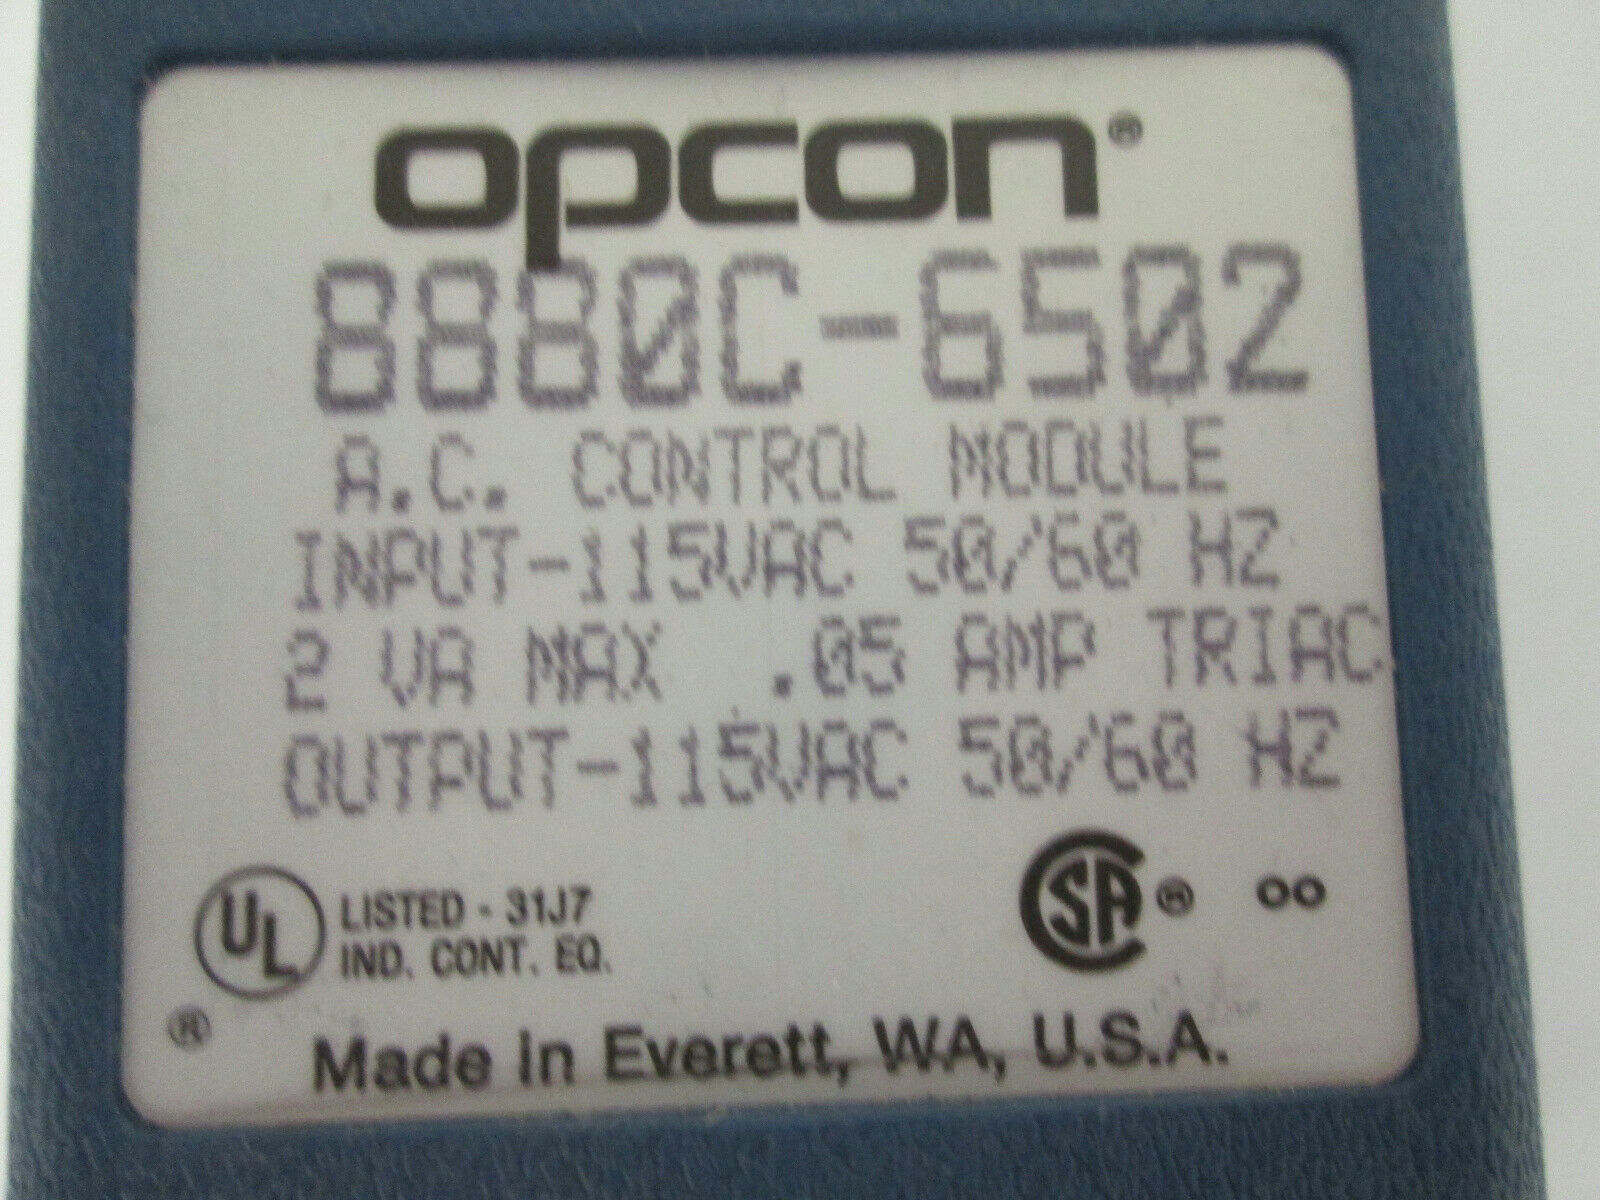 opcon®
8880C-6502
A.C. CONTROL MODULE
INPUT-115VAC 50/60 HZ
2 VA MAX .05 AMP TRIAC
OUTPUT-115VAC 50/60 HZ
UL LISTED - 31J7
IND. CONT. EQ.
®
SA® OO
Made In Everett, WA, U.S.A.